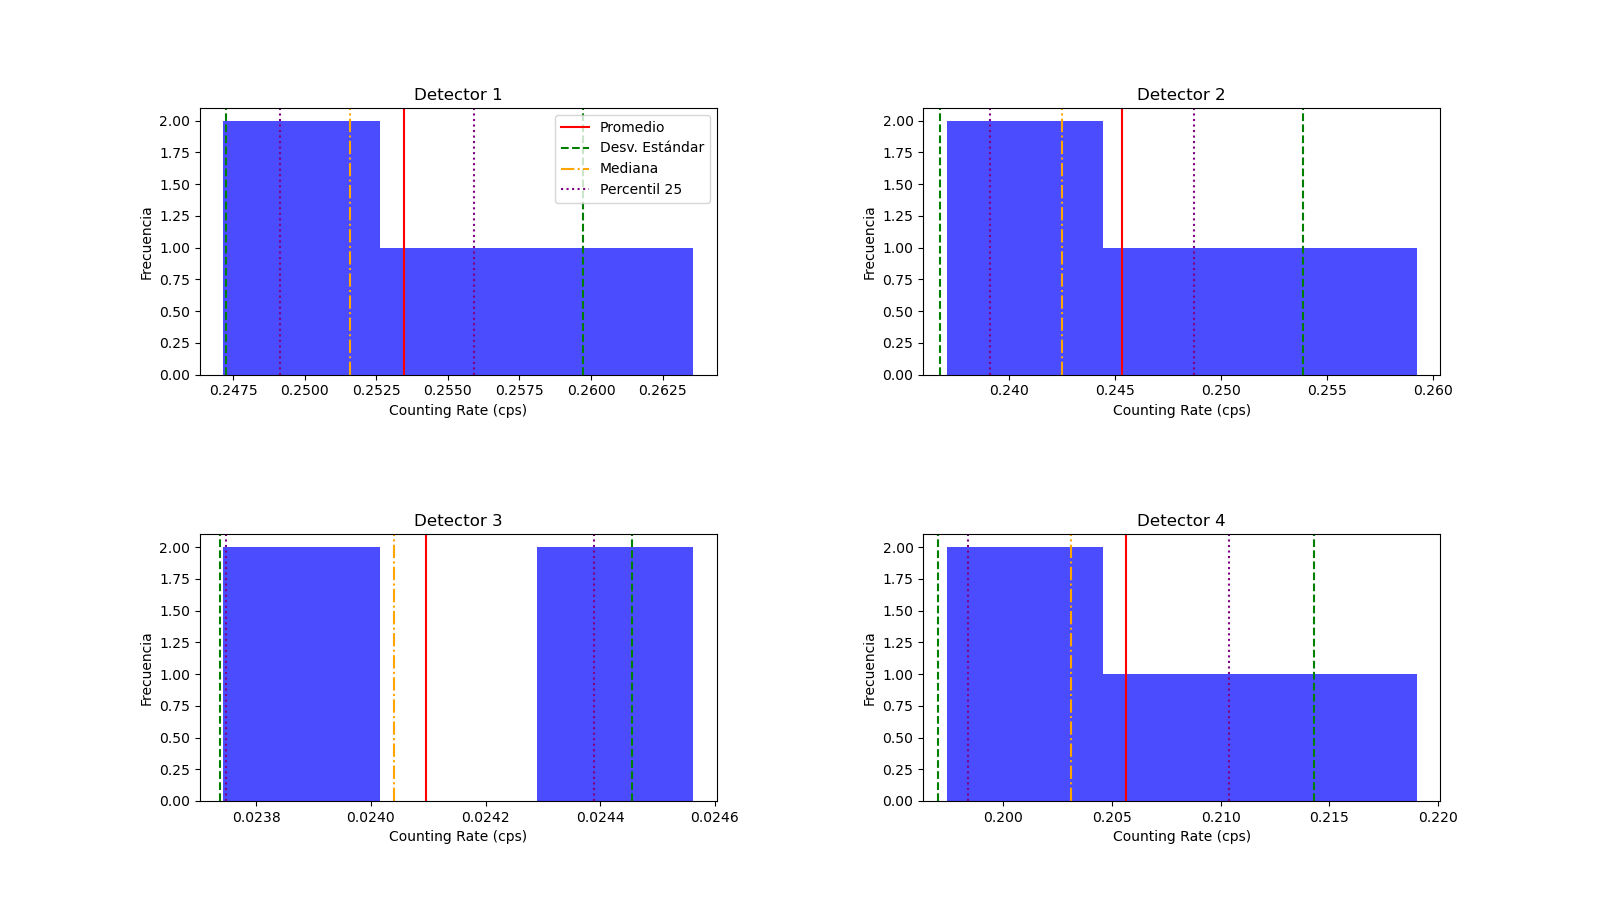 Detector 1
2.00
1.75
1.50
1.25
1.00
0.75
0.50
0.25
0.00
Frecuencia
Promedio
Desv. Estándar
Mediana
Percentil 25
0.2475 0.2500 0.2525 0.2550 0.2575 0.2600 0.2625
Counting Rate (cps)
Detector 2
2.00
1.75
1.50
1.25
1.00
0.75
0.50
0.25
0.00
Frecuencia
0.240 0.245 0.250 0.255 0.260
Counting Rate (cps)
Detector 3
2.00
1.75
1.50
1.25
1.00
0.75
0.50
0.25
0.00
Frecuencia
0.0238 0.0240 0.0242 0.0244 0.0246
Counting Rate (cps)
Detector 4
2.00
1.75
1.50
1.25
1.00
0.75
0.50
0.25
0.00
Frecuencia
0.200 0.205 0.210 0.215 0.220
Counting Rate (cps)